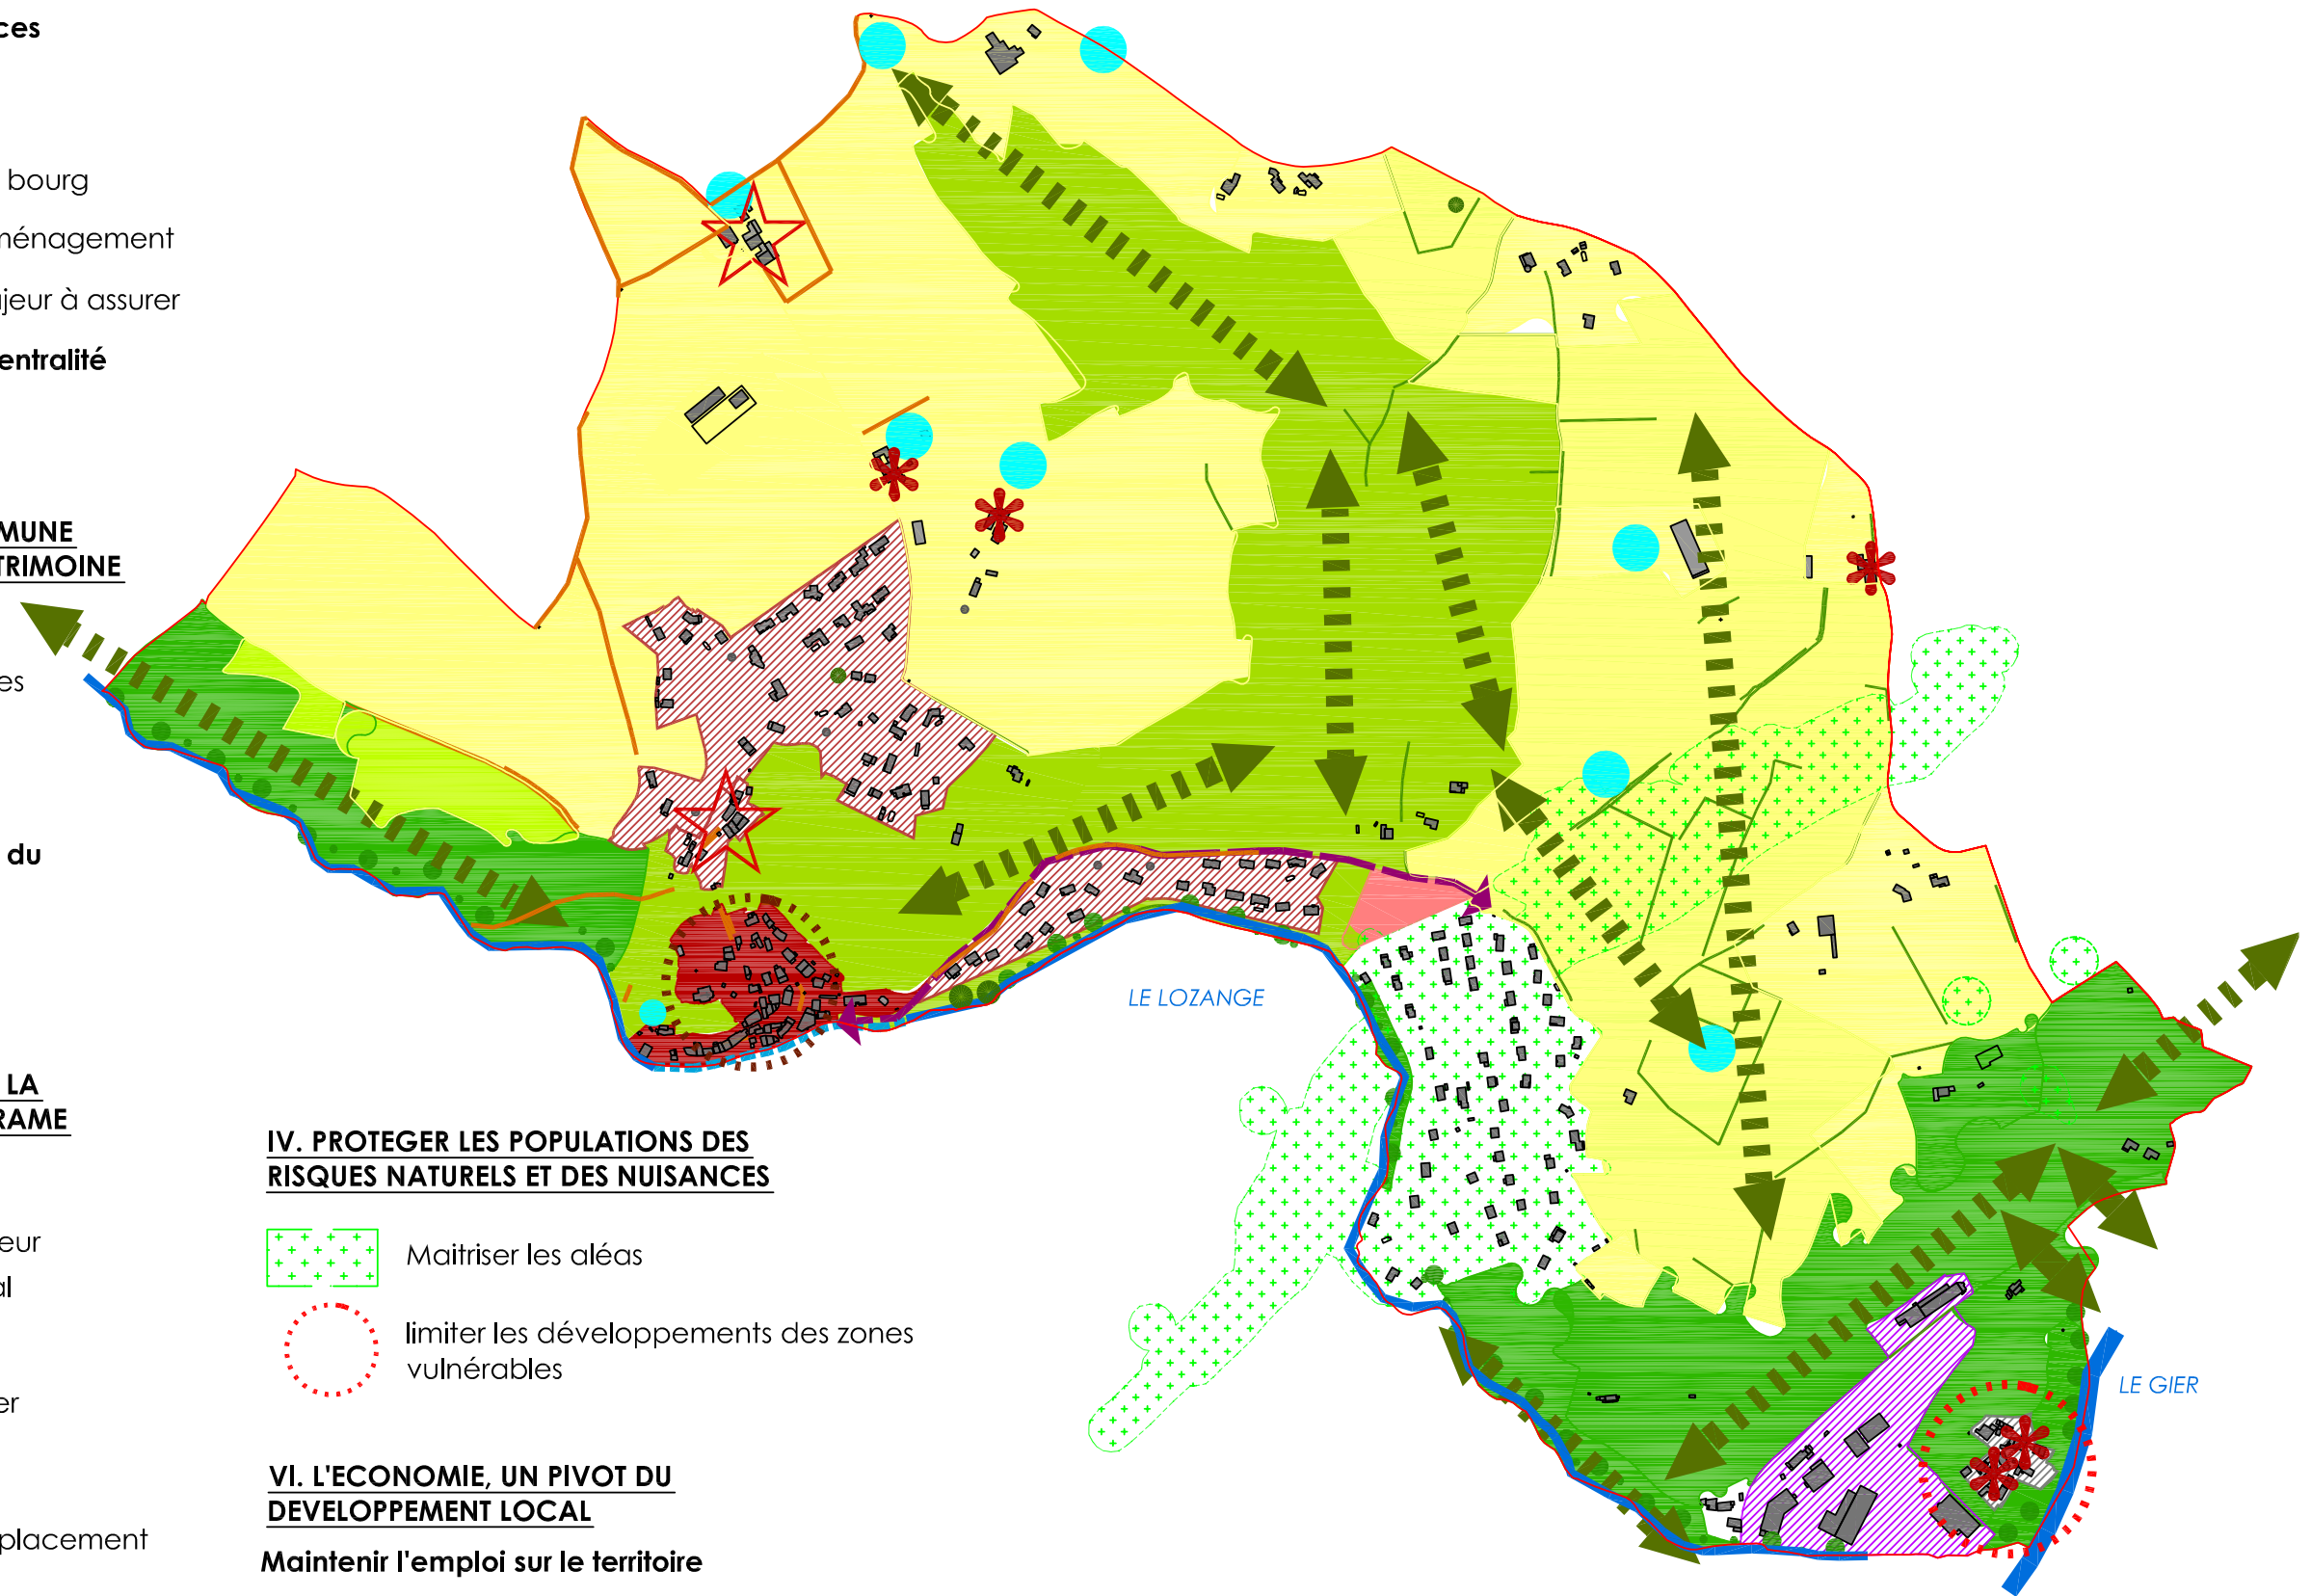 ces
bourg
ménagement
ajeur à assurer
entralité
MUNE
TRIMOINE
es
du
LA
RAME
eur
al
er
placement
IV. PROTEGER LES POPULATIONS DES
RISQUES NATURELS ET DES NUISANCES
Maitriser les aléas
limiter les développements des zones
vulnérables
VI. L'ECONOMIE, UN PIVOT DU
DEVELOPPEMENT LOCAL
Maintenir l'emploi sur le territoire
LE LOZANGE
LE GIER